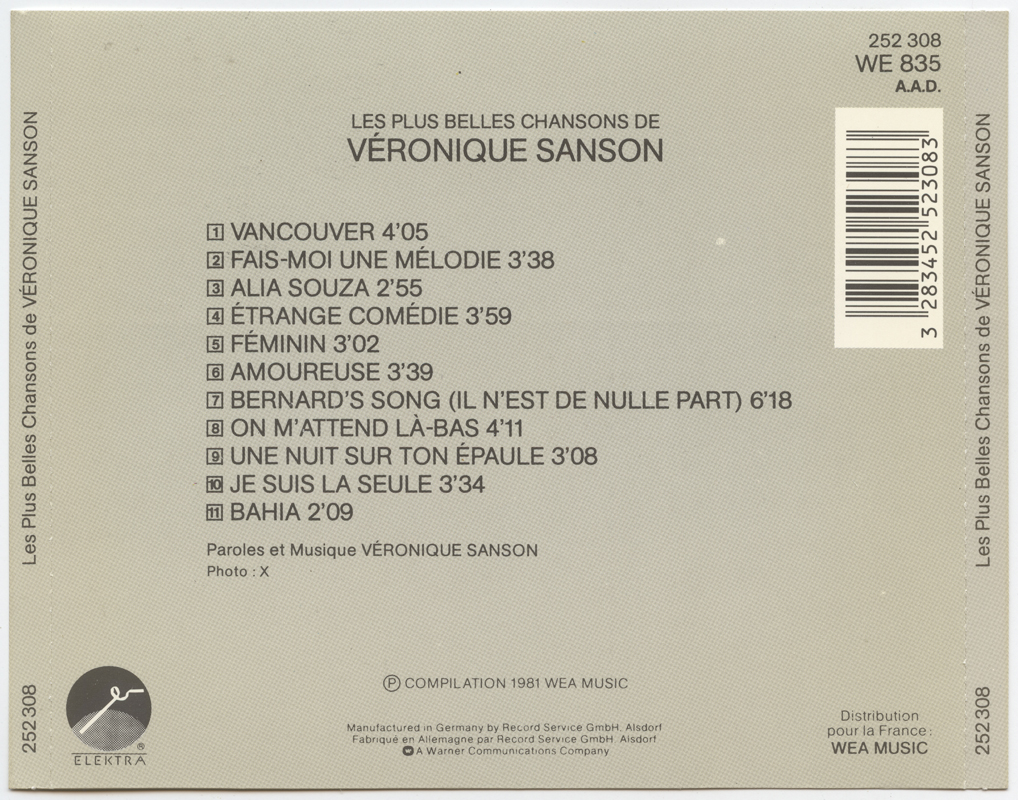 252 308
WE 835
A.A.D.
3 283452 523083
LES PLUS BELLES CHANSONS DE
VÉRONIQUE SANSON
1 VANCOUVER 4'05
2 FAIS-MOI UNE MÉLODIE 3'38
3 ALIA SOUZA 2'55
4 ÉTRANGE COMÉDIE 3'59
5 FÉMININ 3'02
6 AMOUREUSE 3'39
7 BERNARD'S SONG (IL N'EST DE NULLE PART) 6'18
8 ON M'ATTEND LÀ-BAS 4'11
9 UNE NUIT SUR TON ÉPAULE 3'08
10 JE SUIS LA SEULE 3'34
11 BAHIA 2'09
Paroles et Musique VÉRONIQUE SANSON
Photo : X
Ⓟ COMPILATION 1981 WEA MUSIC
Manufactured in Germany by Record Service GmbH. Alsdorf
Fabriqué en Allemagne par Record Service GmbH. Alsdorf
A Warner Communications Company
Distribution
pour la France :
WEA MUSIC
®
ELEKTRA
Les Plus Belles Chansons de VÉRONIQUE SANSON
252 308
Les Plus Belles Chansons de VÉRONIQUE SANSON
252 308